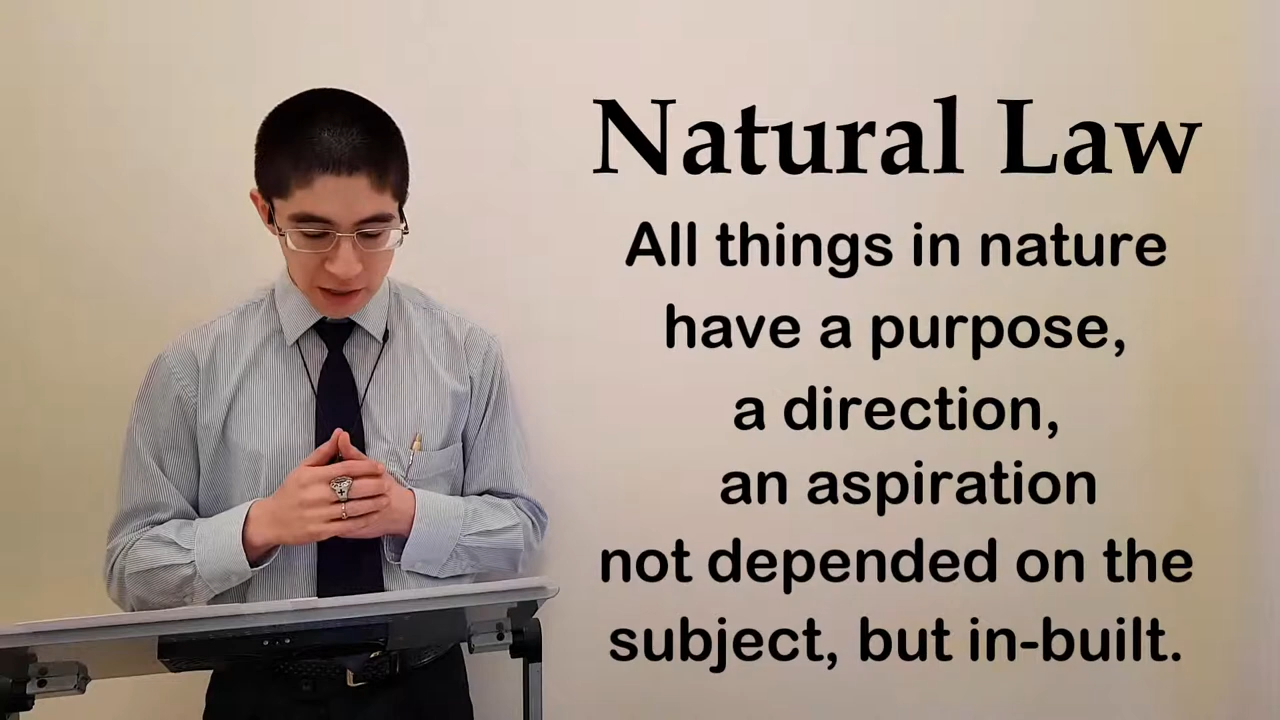 Natural Law
All things in nature
have a purpose,
a direction,
an aspiration
not depended on the
subject, but in-built.